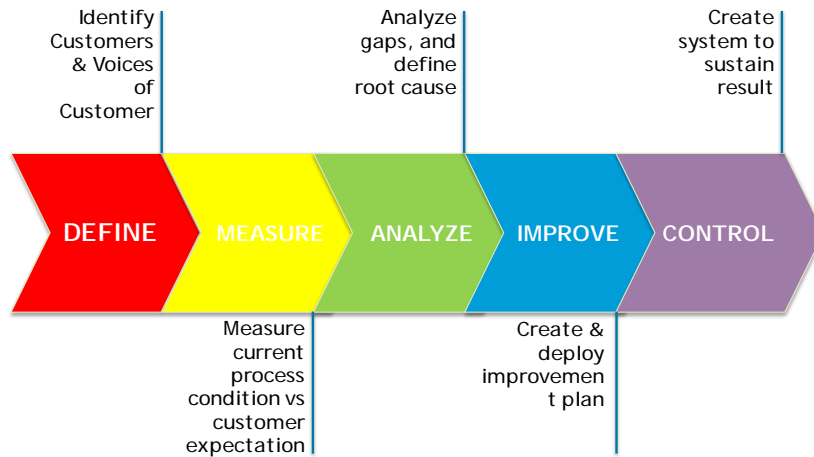 Identify
Customers
& Voices
of
Customer
Analyze
gaps, and
define
root cause
Create
system to
sustain
result
DEFINE
MEASURE
ANALYZE
IMPROVE
CONTROL
Measure
current
process
condition vs
customer
expectation
Create &
deploy
improvemen
t plan